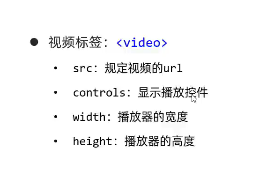 视频标签：<video>
src：规定视频的url
controls：显示播放控件
width：播放器的宽度
height：播放器的高度